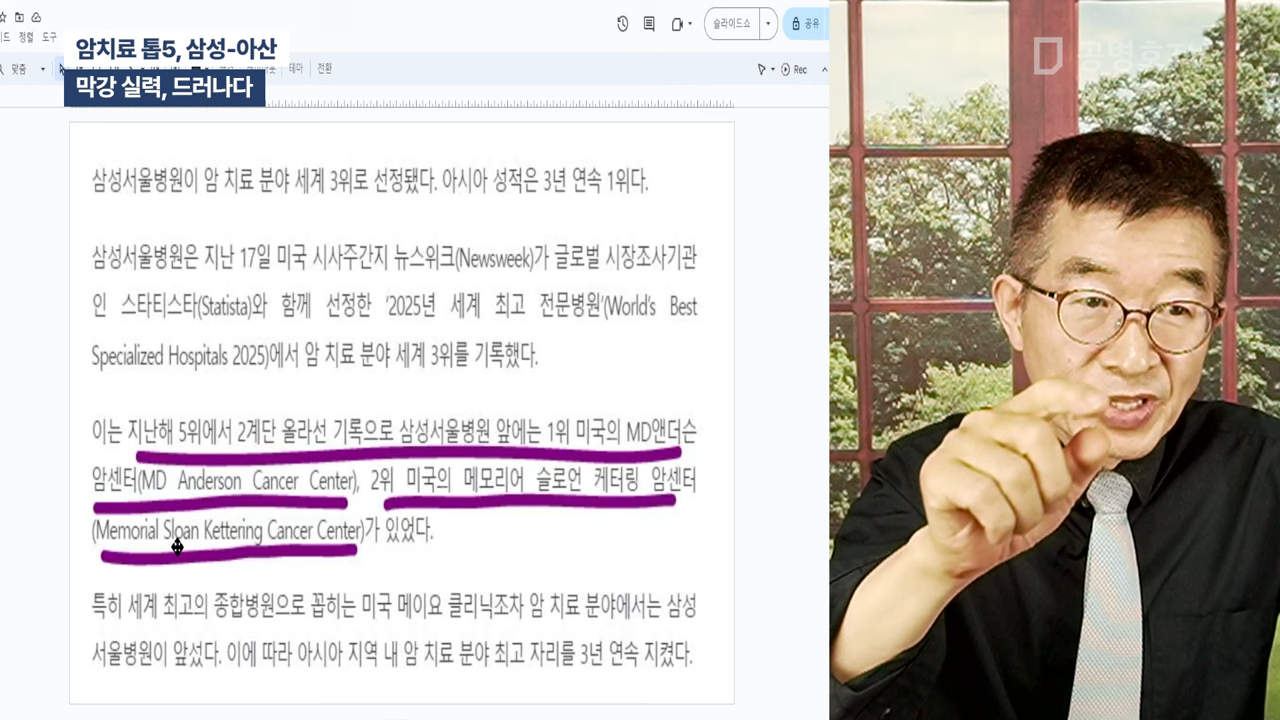 슬라이드쇼
공유
정렬 도구
암치료 톱5, 삼성-아산
맞춤
테마
전환
Rec
막강 실력, 드러나다
공병호
삼성서울병원이 암 치료 분야 세계 3위로 선정됐다. 아시아 성적은 3년 연속 1위다.
삼성서울병원은 지난 17일 미국 시사주간지 뉴스위크(Newsweek)가 글로벌 시장조사기관
인 스타티스타(Statista)와 함께 선정한 '2025년 세계 최고 전문병원'(World's Best
Specialized Hospitals 2025)에서 암 치료 분야 세계 3위를 기록했다.
이는 지난해 5위에서 2계단 올라선 기록으로 삼성서울병원 앞에는 1위 미국의 MD앤더슨
암센터(MD Anderson Cancer Center), 2위 미국의 메모리어 슬로언 케터링 암센터
(Memorial Sloan Kettering Cancer Center)가 있었다.
특히 세계 최고의 종합병원으로 꼽히는 미국 메이요 클리닉조차 암 치료 분야에서는 삼성
서울병원이 앞섰다. 이에 따라 아시아 지역 내 암 치료 분야 최고 자리를 3년 연속 지켰다.